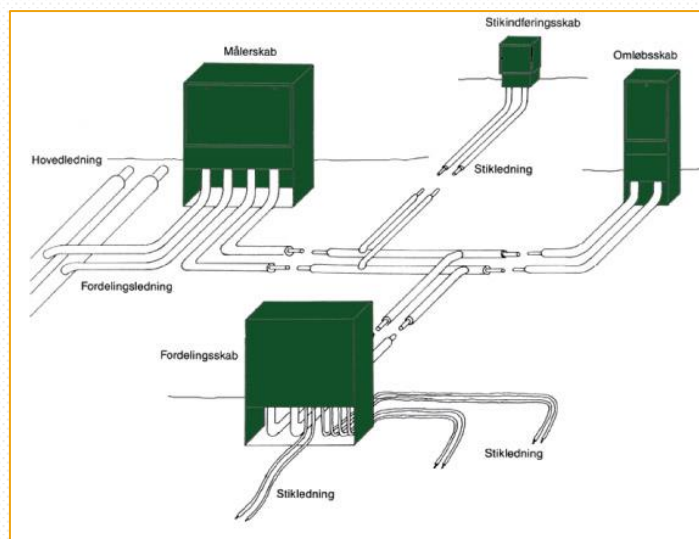 Stikindføringsskab
Målerskab
Omløbsskab
Hovedledning
Stikledning
Fordelingsledning
Fordelingsskab
Stikledning
Stikledning